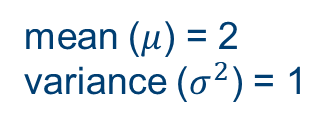 mean (μ) = 2
variance (σ²) = 1